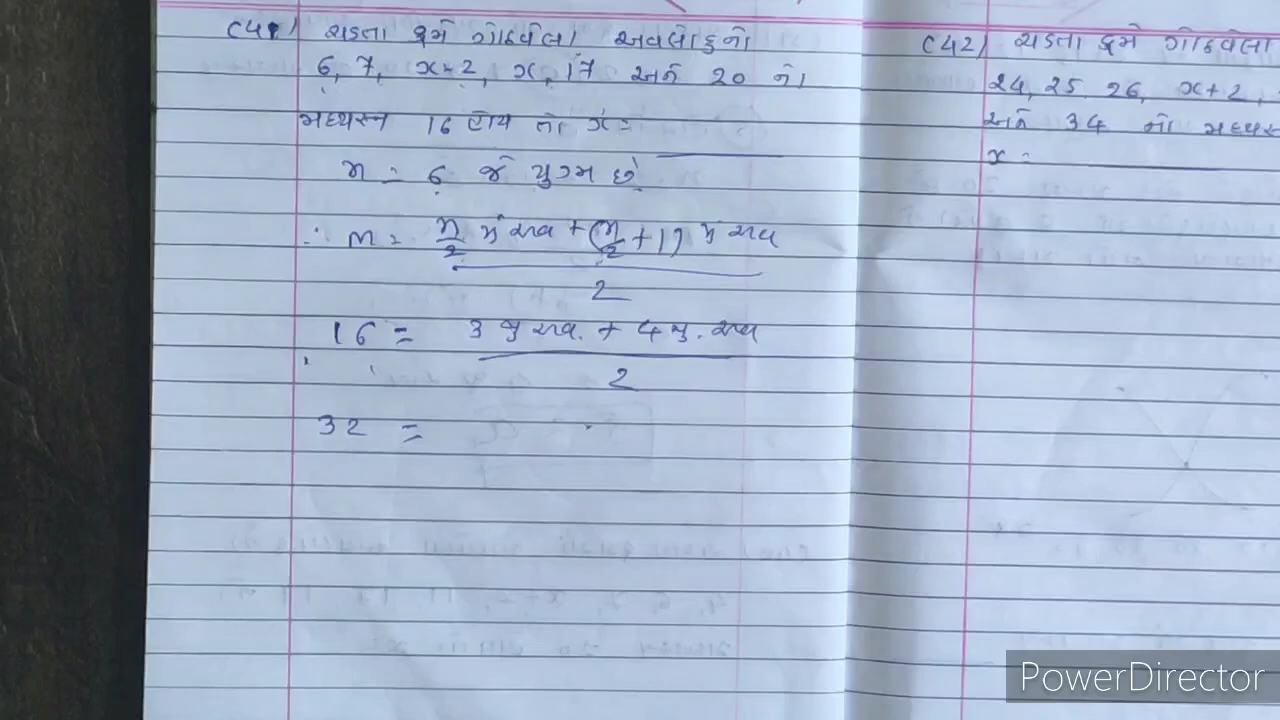 (41) ચડતા ક્રમે ગોઠવેલા અવલોકનો
6, 7, x-2, x, 17 અને 20 નો
મધ્યસ્થ 16 હોય તો x=
n = 6 જે યુગ્મ છે
∴ M = n/2 મું અવ + (n/2 + 1) મું અવ
2
16 = 3 જુ અવ. + 4 થુ. અવ
2
32 =
(42) ચડતા ક્રમે ગોઠવેલા
24, 25 26, x+2,
અને 34 નો મધ્યસ્
x=
PowerDirector